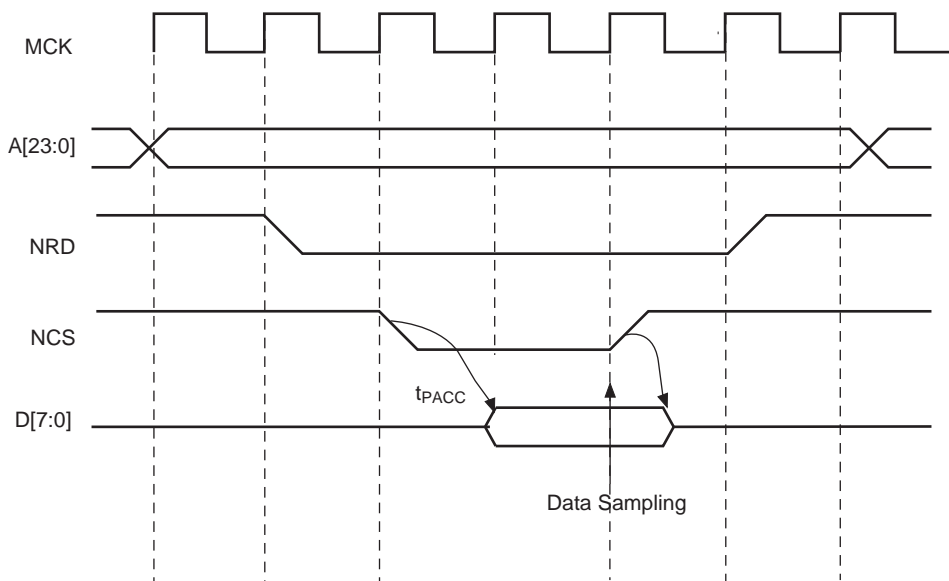 MCK
A[23:0]
NRD
NCS
tPACC
D[7:0]
Data Sampling